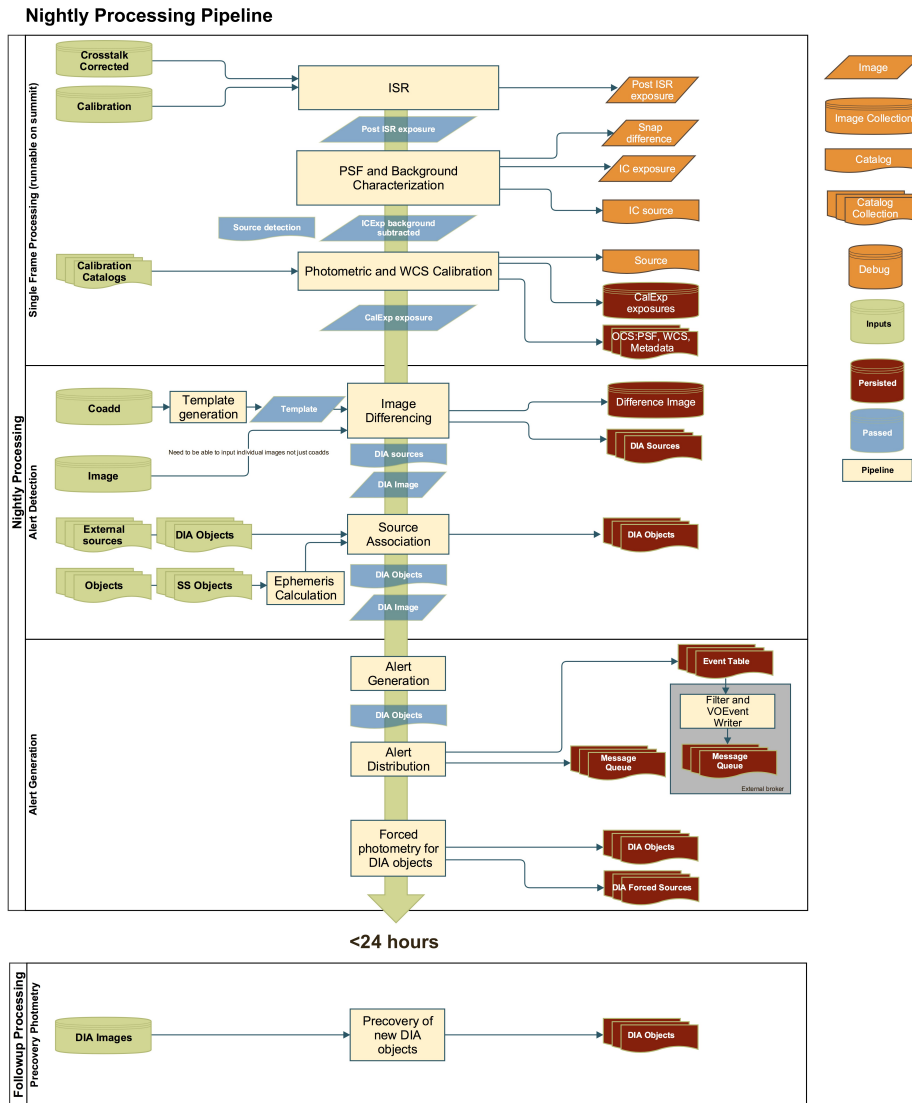 Nightly Processing Pipeline
Nightly Processing
Single Frame Processing (runnable on summit)
Crosstalk
Corrected
Calibration
ISR
Post ISR
exposure
Post ISR exposure
PSF and Background
Characterization
Snap
difference
IC exposure
IC source
Source detection
ICExp background
subtracted
Calibration
Catalogs
Photometric and WCS Calibration
Source
CalExp
exposures
OCS:PSF, WCS,
Metadata
CalExp exposure
Alert Detection
Coadd
Template
generation
Template
Image
Differencing
Difference Image
DIA Sources
Need to be able to input individual images not just coadds
Image
DIA sources
DIA Image
External
sources
DIA Objects
Source
Association
DIA Objects
Objects
SS Objects
Ephemeris
Calculation
DIA Objects
DIA Image
Alert Generation
Alert
Generation
DIA Objects
Alert
Distribution
Event Table
Filter and
VOEvent
Writer
Message
Queue
Message
Queue
External broker
Forced
photometry for
DIA objects
DIA Objects
DIA Forced Sources
<24 hours
Followup Processing
Precovery Photmetry
DIA Images
Precovery of
new DIA
objects
DIA Objects
Image
Image Collection
Catalog
Catalog
Collection
Debug
Inputs
Persisted
Passed
Pipeline